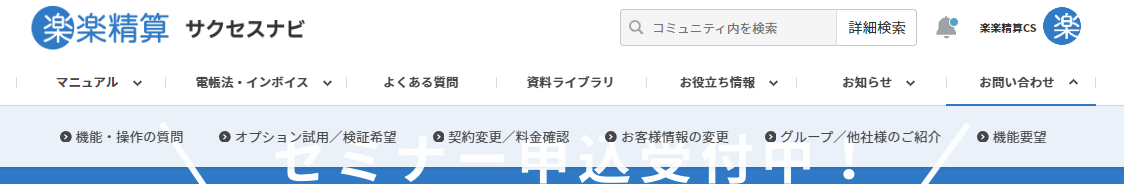 楽楽精算 サクセスナビ
コミュニティ内を検索 詳細検索 楽楽精算CS 楽
マニュアル 電帳法・インボイス よくある質問 資料ライブラリ お役立ち情報 お知らせ お問い合わせ
機能・操作の質問 オプション試用／検証希望 契約変更／料金確認 お客様情報の変更 グループ／他社様のご紹介 機能要望
セミナー申込受付中！